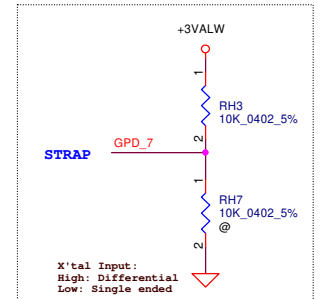 +3VALW
1
RH3
10K_0402_5%
2
GPD_7
STRAP
1
RH7
10K_0402_5%
@
2
X'tal Input:
High: Differential
Low: Single ended